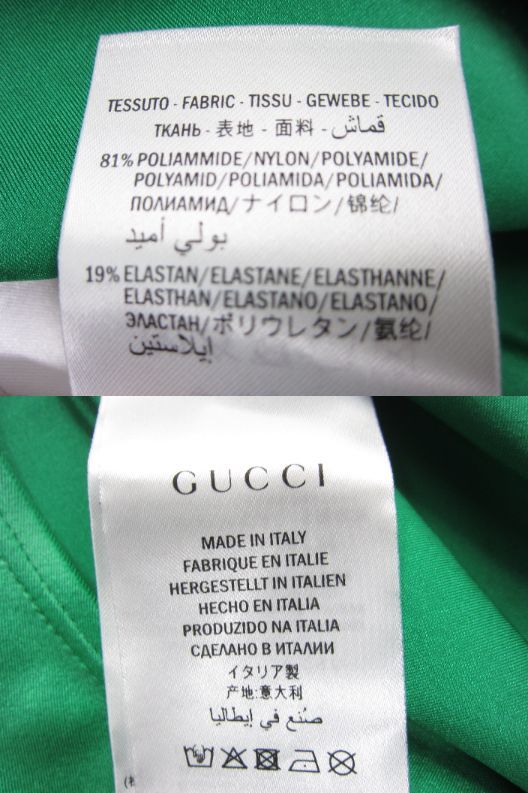 TESSUTO - FABRIC - TISSU - GEWEBE - TECIDO
ТКАНЬ - 表地 - 面料 - قماش
81% POLIAMMIDE/NYLON/POLYAMIDE/
POLYAMID/POLIAMIDA/POLIAMIDA/
ПОЛИАМИД/ナイロン/锦纶/
بولي أميد
19% ELASTAN/ELASTANE/ELASTHANNE/
ELASTHAN/ELASTANO/ELASTANO/
ЭЛАСТАН/ポリウレタン/氨纶/
إيلاستين
GUCCI
MADE IN ITALY
FABRIQUE EN ITALIE
HERGESTELLT IN ITALIEN
HECHO EN ITALIA
PRODUZIDO NA ITALIA
СДЕЛАНО В ИТАЛИИ
イタリア製
产地:意大利
صُنع في إيطاليا